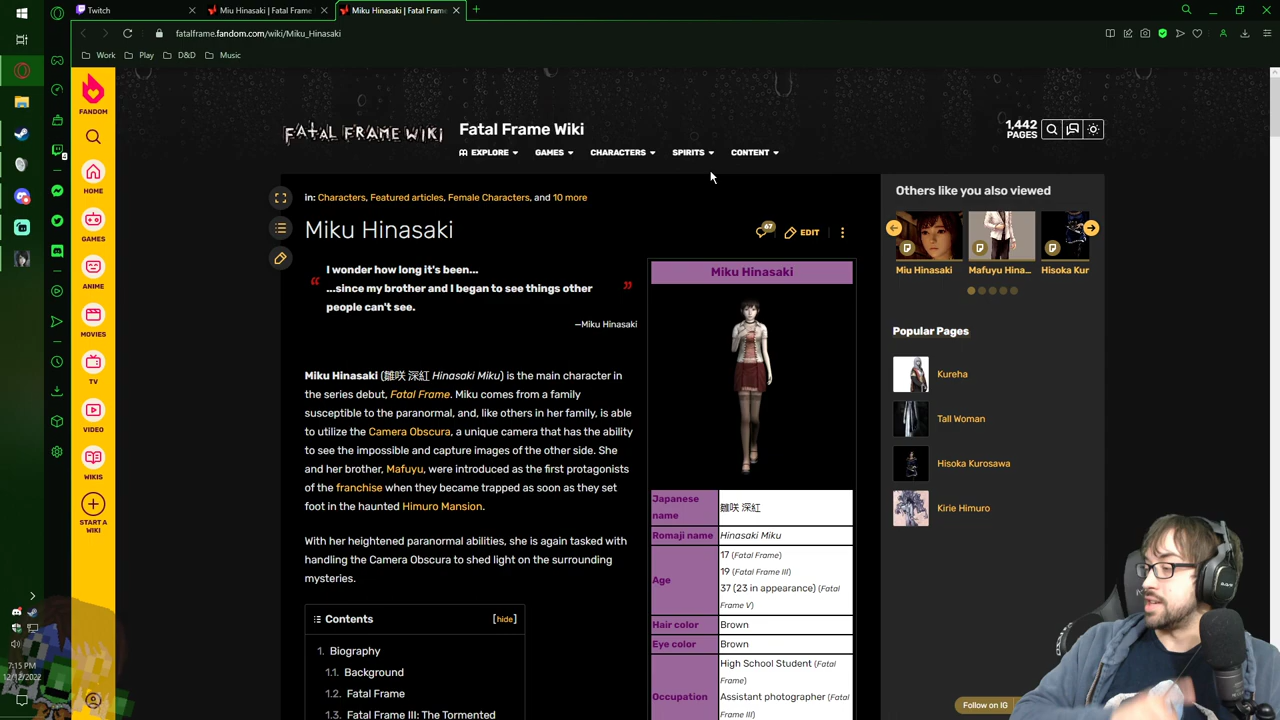 Twitch
Miu Hinasaki | Fatal Frame
Miku Hinasaki | Fatal Frame
fatalframe.fandom.com/wiki/Miku_Hinasaki
Work
Play
D&D
Music
FANDOM
HOME
GAMES
ANIME
MOVIES
TV
VIDEO
WIKIS
START A
WIKI
7:15 PM
12/12/2022
FATAL FRAME WIKI
Fatal Frame Wiki
1,442
PAGES
EXPLORE
GAMES
CHARACTERS
SPIRITS
CONTENT
in: Characters, Featured articles, Female Characters, and 10 more
Miku Hinasaki
67
EDIT
“ I wonder how long it's been...
...since my brother and I began to see things other
people can't see. ”
—Miku Hinasaki
Miku Hinasaki (雛咲 深紅 Hinasaki Miku) is the main character in
the series debut, Fatal Frame. Miku comes from a family
susceptible to the paranormal, and, like others in her family, is able
to utilize the Camera Obscura, a unique camera that has the ability
to see the impossible and capture images of the other side. She
and her brother, Mafuyu, were introduced as the first protagonists
of the franchise when they became trapped as soon as they set
foot in the haunted Himuro Mansion.
With her heightened paranormal abilities, she is again tasked with
handling the Camera Obscura to shed light on the surrounding
mysteries.
Contents
[hide]
1. Biography
1.1. Background
1.2. Fatal Frame
1.3. Fatal Frame III: The Tormented
Miku Hinasaki
Japanese
name
雛咲 深紅
Romaji name
Hinasaki Miku
Age
17 (Fatal Frame)
19 (Fatal Frame III)
37 (23 in appearance) (Fatal
Frame V)
Hair color
Brown
Eye color
Brown
Occupation
High School Student (Fatal
Frame)
Assistant photographer (Fatal
Frame III)
Others like you also viewed
Miu Hinasaki
Mafuyu Hina...
Hisoka Kur
Popular Pages
Kureha
Tall Woman
Hisoka Kurosawa
Kirie Himuro
Follow on IG